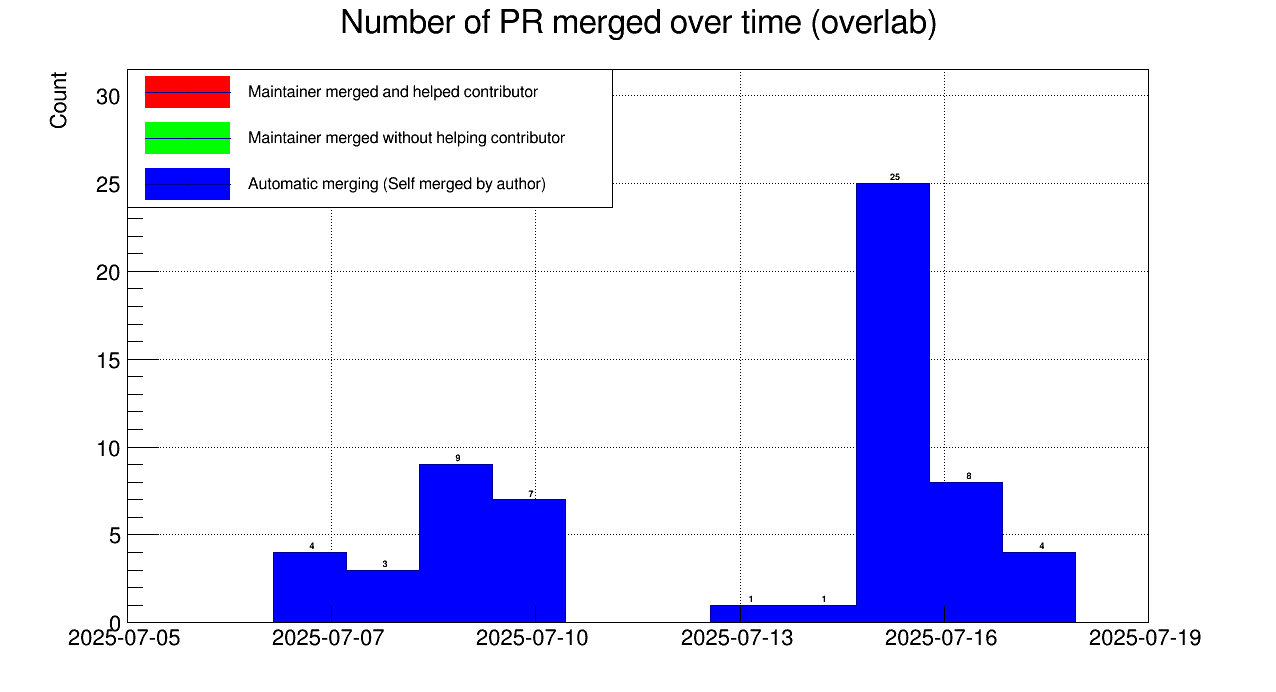 Number of PR merged over time (overlab)
Count
Maintainer merged and helped contributor
Maintainer merged without helping contributor
Automatic merging (Self merged by author)
30
25
20
15
10
5
0
4
3
9
7
1
1
25
8
4
2025-07-05 2025-07-07 2025-07-10 2025-07-13 2025-07-16 2025-07-19